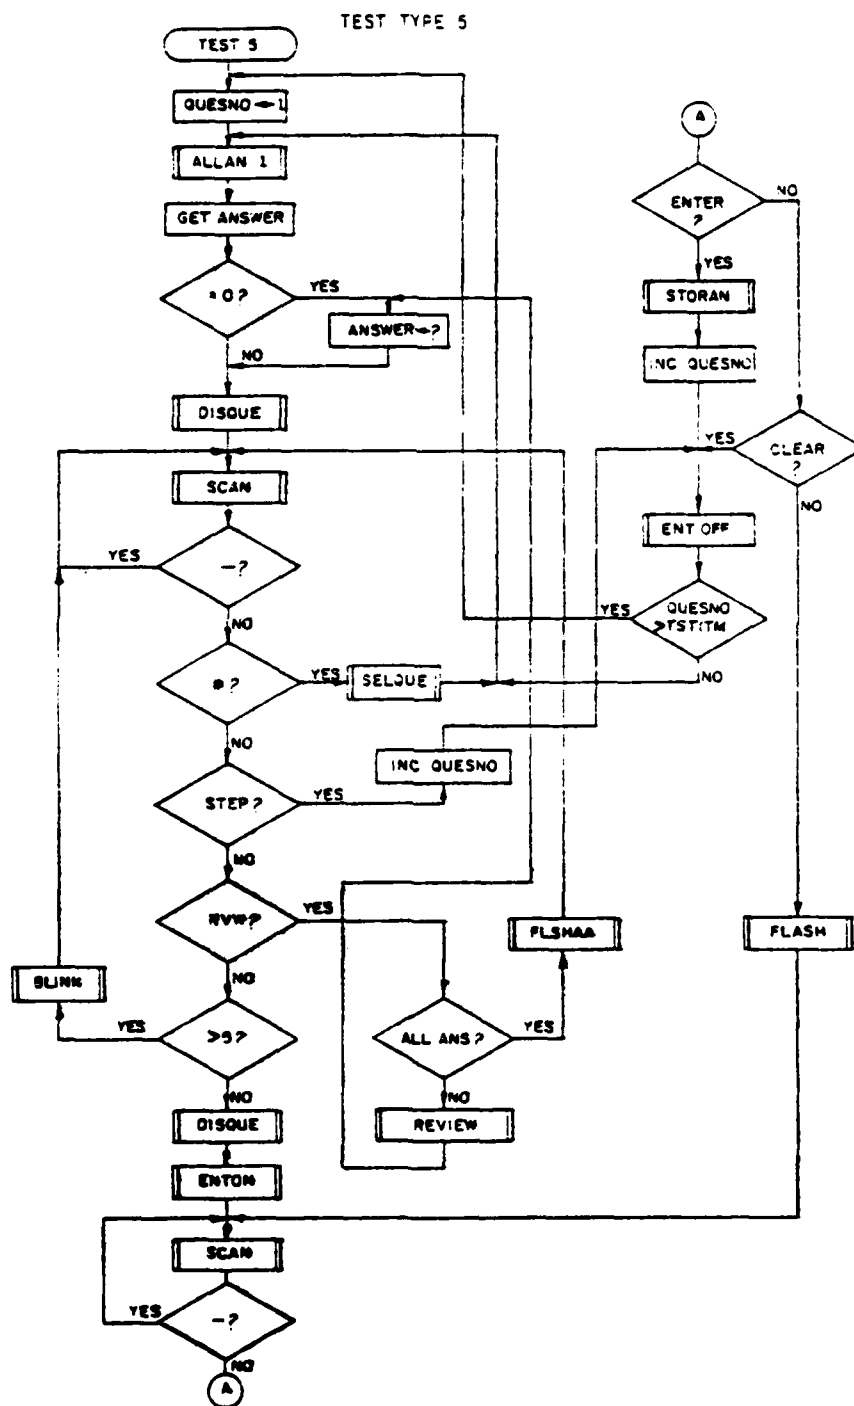 TEST TYPE 5
TEST 5
QUESNO ← 1
ALLAN 1
GET ANSWER
= 0 ?
YES
ANSWER ← ?
NO
DISQUE
SCAN
YES
— ?
NO
# ?
YES
SELQUE
NO
INC QUESNO
STEP ?
YES
NO
RVW ?
YES
NO
BLINK
FLSHAA
YES
> 5 ?
ALL ANS ?
YES
NO
NO
DISQUE
REVIEW
ENTON
SCAN
YES
— ?
NO
A
A
ENTER
?
NO
YES
STORAN
INC QUESNO
YES
CLEAR
?
NO
ENT OFF
YES
QUESNO
> TSTITM
NO
FLASH